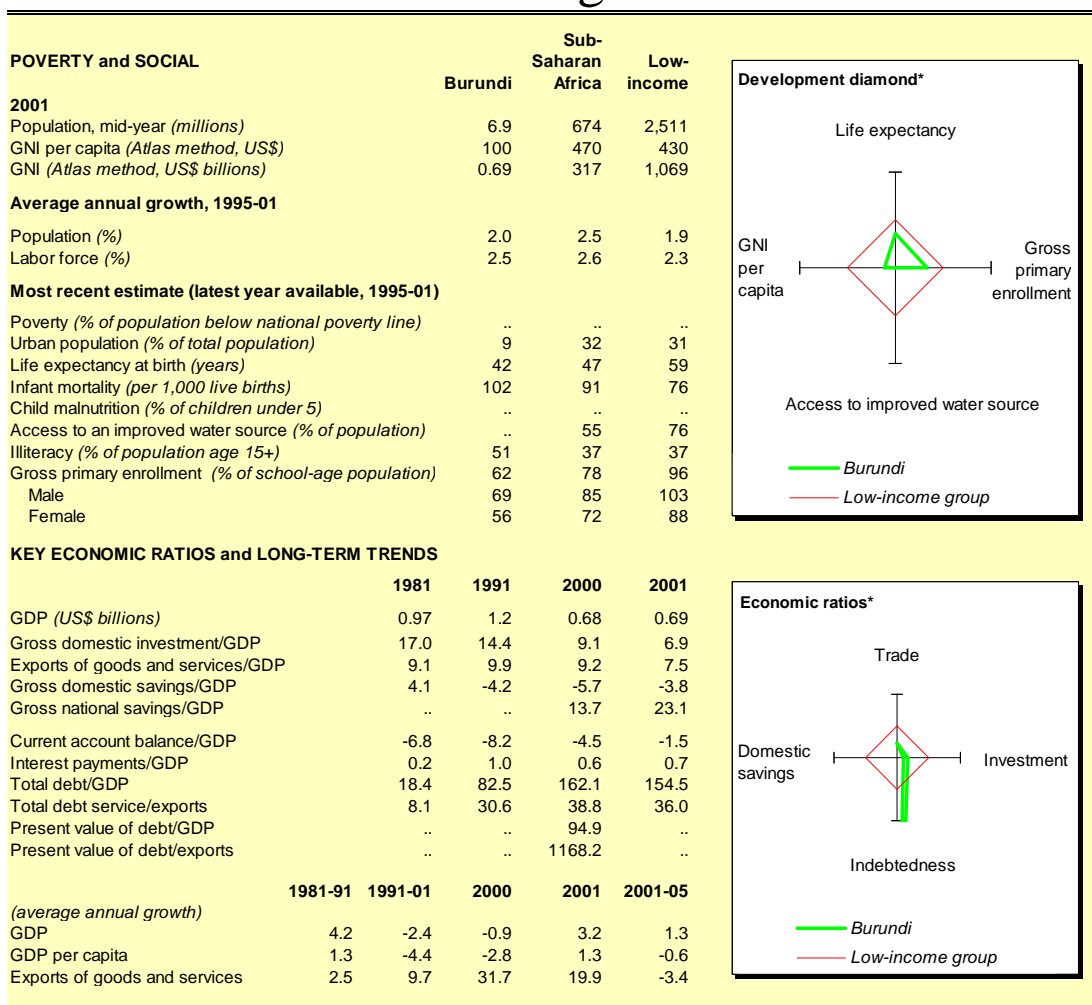 POVERTY and SOCIAL Burundi Sub-Saharan Africa Low-income
2001
Population, mid-year (millions) 6.9 674 2,511
GNI per capita (Atlas method, US$) 100 470 430
GNI (Atlas method, US$ billions) 0.69 317 1,069
Average annual growth, 1995-01
Population (%) 2.0 2.5 1.9
Labor force (%) 2.5 2.6 2.3
Most recent estimate (latest year available, 1995-01)
Poverty (% of population below national poverty line) .. .. ..
Urban population (% of total population) 9 32 31
Life expectancy at birth (years) 42 47 59
Infant mortality (per 1,000 live births) 102 91 76
Child malnutrition (% of children under 5) .. .. ..
Access to an improved water source (% of population) .. 55 76
Illiteracy (% of population age 15+) 51 37 37
Gross primary enrollment (% of school-age population) 62 78 96
Male 69 85 103
Female 56 72 88
Development diamond*
Life expectancy
GNI per capita
Gross primary enrollment
Access to improved water source
Burundi
Low-income group
KEY ECONOMIC RATIOS and LONG-TERM TRENDS
1981 1991 2000 2001
GDP (US$ billions) 0.97 1.2 0.68 0.69
Gross domestic investment/GDP 17.0 14.4 9.1 6.9
Exports of goods and services/GDP 9.1 9.9 9.2 7.5
Gross domestic savings/GDP 4.1 -4.2 -5.7 -3.8
Gross national savings/GDP .. .. 13.7 23.1
Current account balance/GDP -6.8 -8.2 -4.5 -1.5
Interest payments/GDP 0.2 1.0 0.6 0.7
Total debt/GDP 18.4 82.5 162.1 154.5
Total debt service/exports 8.1 30.6 38.8 36.0
Present value of debt/GDP .. .. 94.9 ..
Present value of debt/exports .. .. 1168.2 ..
1981-91 1991-01 2000 2001 2001-05
(average annual growth)
GDP 4.2 -2.4 -0.9 3.2 1.3
GDP per capita 1.3 -4.4 -2.8 1.3 -0.6
Exports of goods and services 2.5 9.7 31.7 19.9 -3.4
Economic ratios*
Trade
Domestic savings
Investment
Indebtedness
Burundi
Low-income group